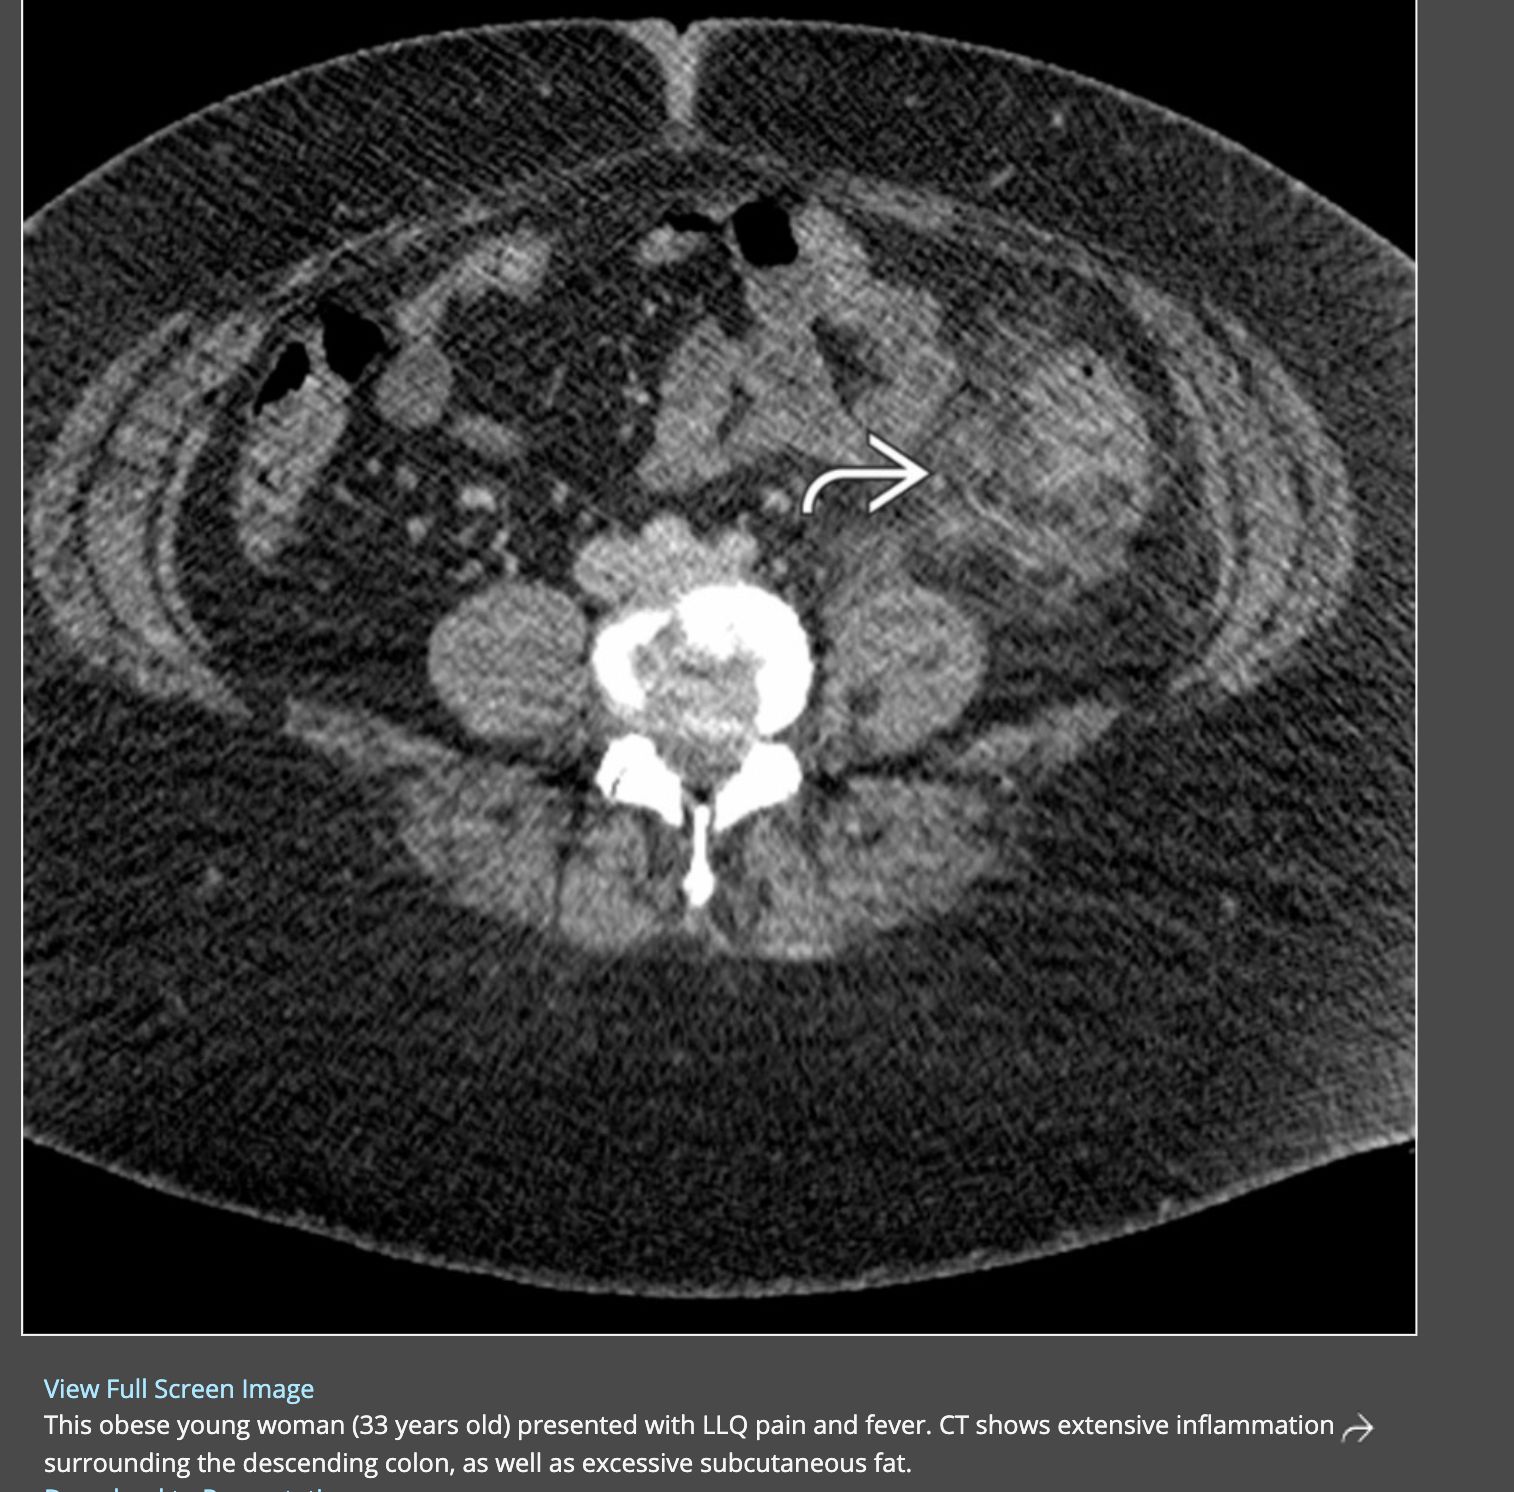 View Full Screen Image
This obese young woman (33 years old) presented with LLQ pain and fever. CT shows extensive inflammation
surrounding the descending colon, as well as excessive subcutaneous fat.